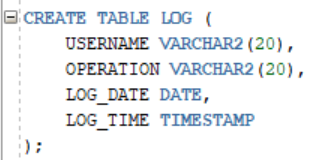 CREATE TABLE LOG (
    USERNAME VARCHAR2(20),
    OPERATION VARCHAR2(20),
    LOG_DATE DATE,
    LOG_TIME TIMESTAMP
);